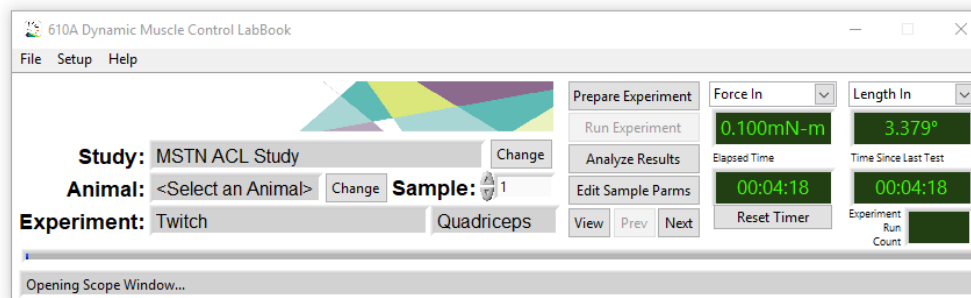 610A Dynamic Muscle Control LabBook
File Setup Help
Prepare Experiment
Force In
Length In
Run Experiment
0.100mN-m
3.379°
Study: MSTN ACL Study Change
Analyze Results
Elapsed Time
Time Since Last Test
Animal: <Select an Animal> Change Sample: 1
Edit Sample Parms
00:04:18
00:04:18
Experiment: Twitch Quadriceps
View Prev Next
Reset Timer
Experiment
Run
Count
Opening Scope Window...